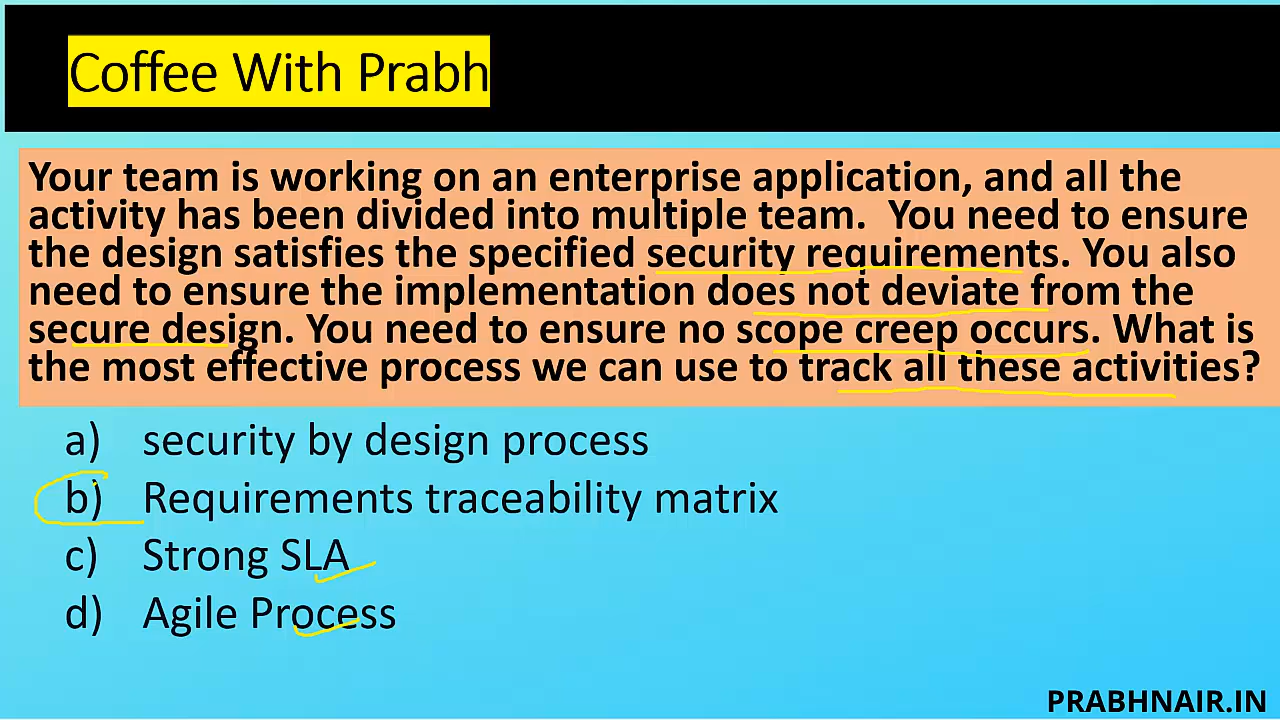 Coffee With Prabh
Your team is working on an enterprise application, and all the
activity has been divided into multiple team.  You need to ensure
the design satisfies the specified security requirements. You also
need to ensure the implementation does not deviate from the
secure design. You need to ensure no scope creep occurs. What is
the most effective process we can use to track all these activities?
a) security by design process
b) Requirements traceability matrix
c) Strong SLA
d) Agile Process
PRABHNAIR.IN